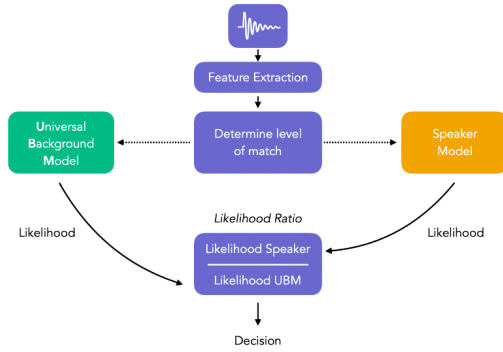 Feature Extraction
Universal
Background
Model
Determine level
of match
Speaker
Model
Likelihood Ratio
Likelihood
Likelihood
Likelihood Speaker
Likelihood UBM
Decision